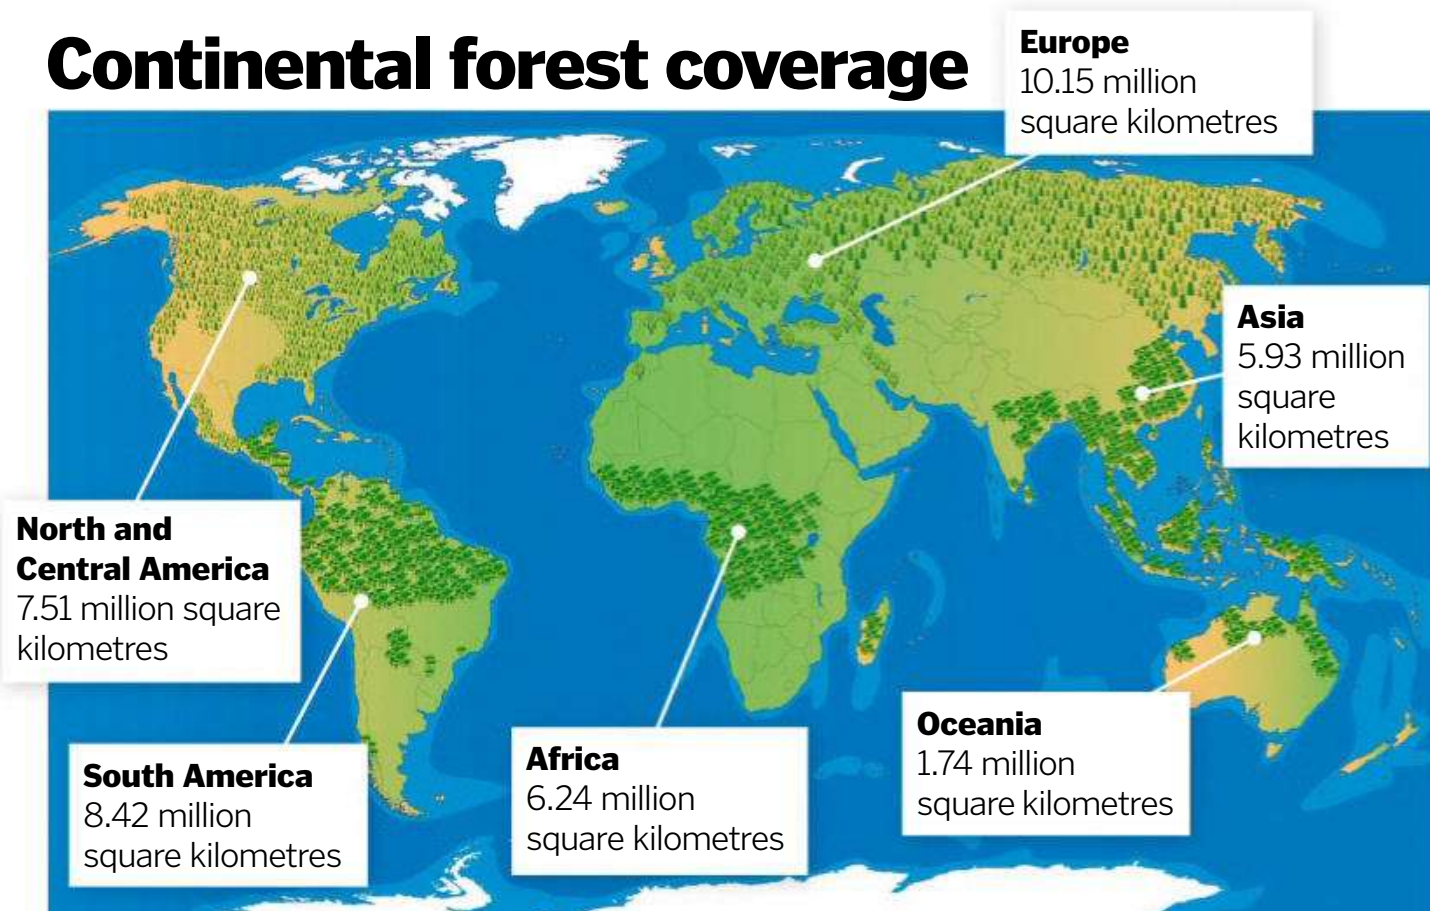 Continental forest coverage
Europe
10.15 million
square kilometres
Asia
5.93 million
square
kilometres
North and
Central America
7.51 million square
kilometres
South America
8.42 million
square kilometres
Africa
6.24 million
square kilometres
Oceania
1.74 million
square kilometres